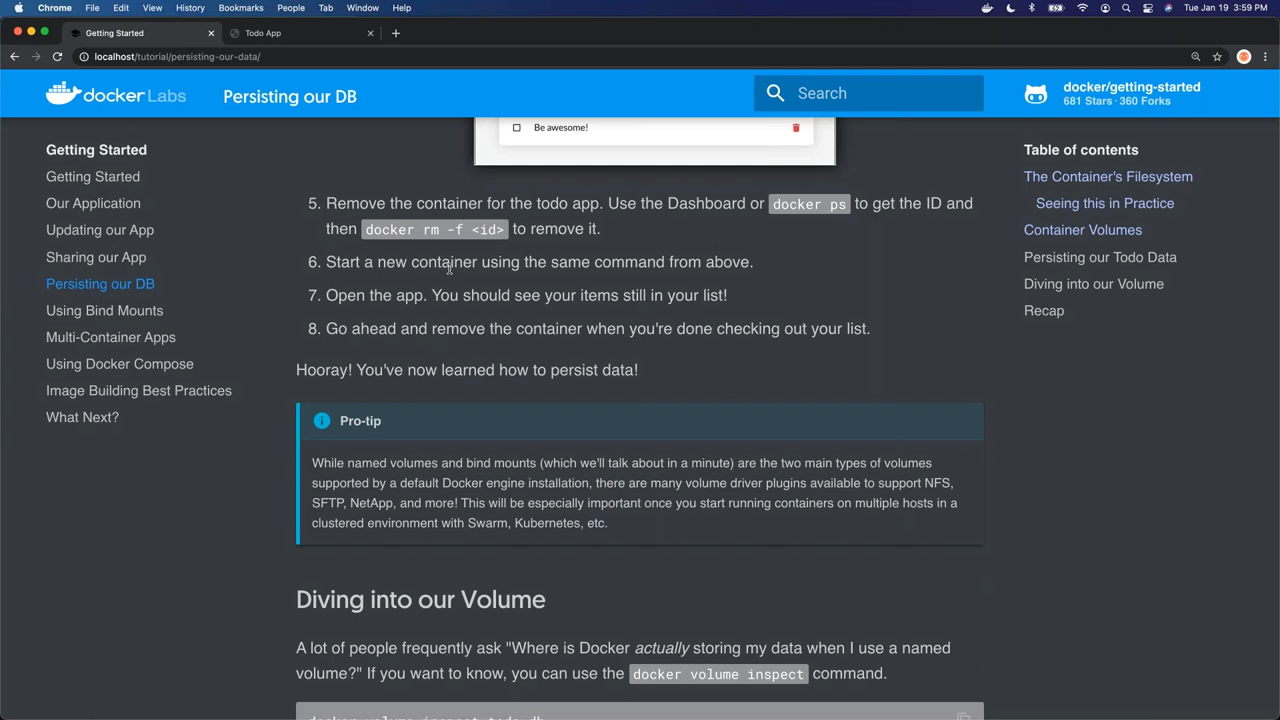 Chrome File Edit View History Bookmarks People Tab Window Help Tue Jan 19 3:59 PM
Getting Started
Todo App
localhost/tutorial/persisting-our-data/
docker Labs
Persisting our DB
Search
docker/getting-started
681 Stars · 360 Forks
Getting Started
Getting Started
Our Application
Updating our App
Sharing our App
Persisting our DB
Using Bind Mounts
Multi-Container Apps
Using Docker Compose
Image Building Best Practices
What Next?
Be awesome!
5. Remove the container for the todo app. Use the Dashboard or docker ps to get the ID and
then docker rm -f <id> to remove it.
6. Start a new container using the same command from above.
7. Open the app. You should see your items still in your list!
8. Go ahead and remove the container when you're done checking out your list.
Hooray! You've now learned how to persist data!
Pro-tip
While named volumes and bind mounts (which we'll talk about in a minute) are the two main types of volumes
supported by a default Docker engine installation, there are many volume driver plugins available to support NFS,
SFTP, NetApp, and more! This will be especially important once you start running containers on multiple hosts in a
clustered environment with Swarm, Kubernetes, etc.
Diving into our Volume
A lot of people frequently ask "Where is Docker actually storing my data when I use a named
volume?" If you want to know, you can use the docker volume inspect command.
docker volume inspect todo-db
Table of contents
The Container's Filesystem
Seeing this in Practice
Container Volumes
Persisting our Todo Data
Diving into our Volume
Recap